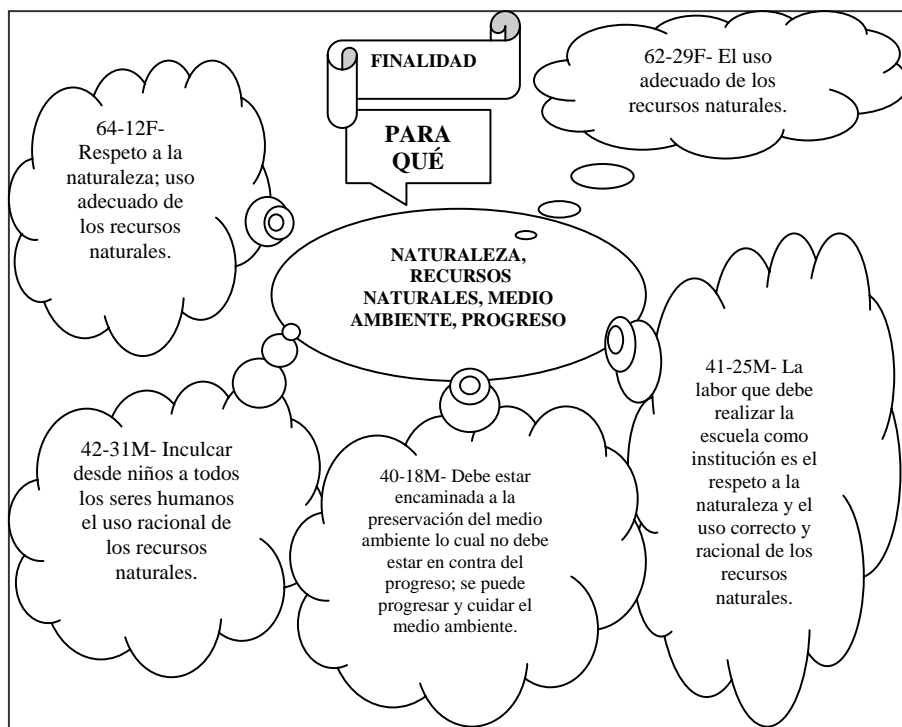 FINALIDAD
PARA
QUÉ
62-29F- El uso
adecuado de los
recursos naturales.
64-12F-
Respeto a la
naturaleza; uso
adecuado de
los recursos
naturales.
NATURALEZA,
RECURSOS
NATURALES, MEDIO
AMBIENTE, PROGRESO
41-25M- La
labor que debe
realizar la
escuela como
institución es el
respeto a la
naturaleza y el
uso correcto y
racional de los
recursos
naturales.
42-31M- Inculcar
desde niños a todos
los seres humanos
el uso racional de
los recursos
naturales.
40-18M- Debe estar
encaminada a la
preservación del medio
ambiente lo cual no debe
estar en contra del
progreso; se puede
progresar y cuidar el
medio ambiente.